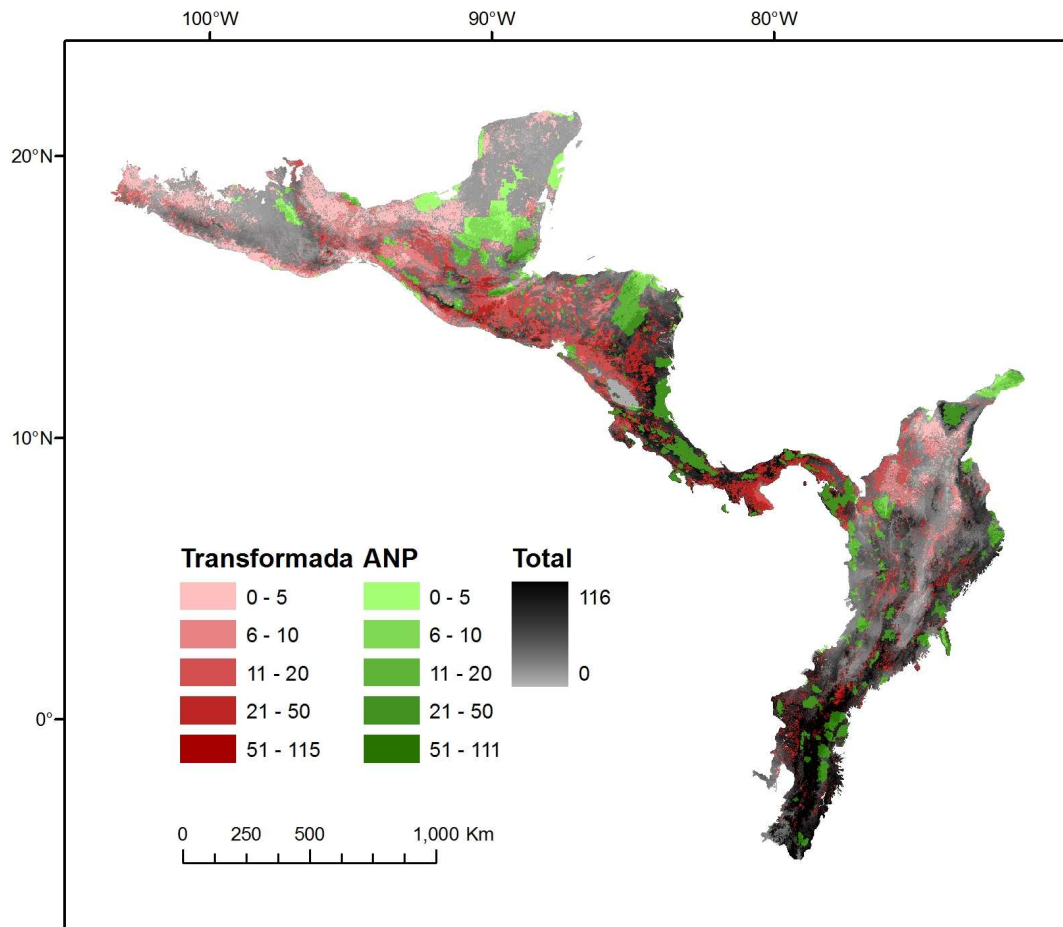 100°W 90°W 80°W
20°N
10°N
0°
Transformada ANP Total
0 - 5 0 - 5 116
6 - 10 6 - 10
11 - 20 11 - 20
21 - 50 21 - 50 0
51 - 115 51 - 111
0 250 500 1,000 Km